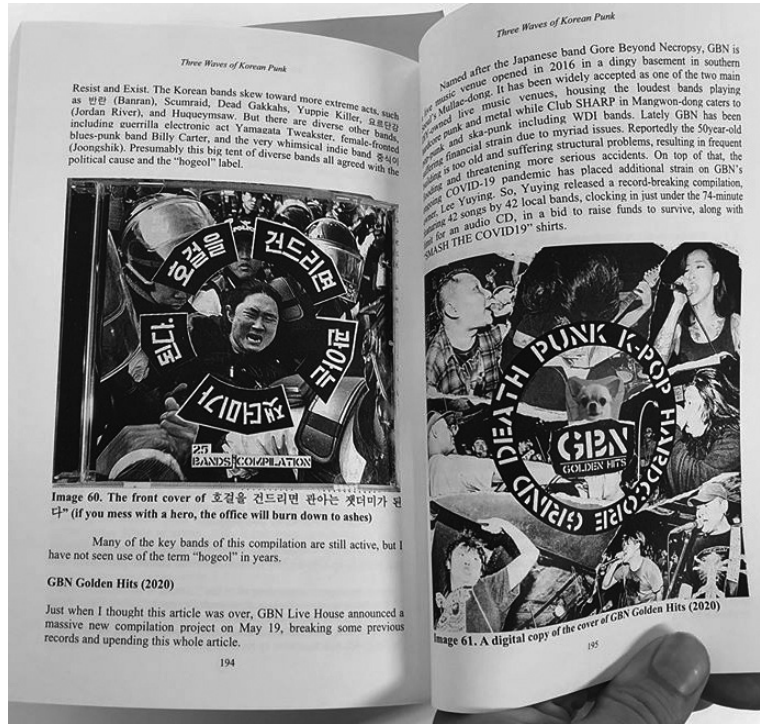 Three Waves of Korean Punk
Resist and Exist. The Korean bands skew toward more extreme acts, such
as 반란 (Banran), Scumraid, Dead Gakkahs, Yuppie Killer, 요르단강
(Jordan River), and Huqueymsaw. But there are diverse other bands,
including guerrilla electronic act Yamagata Tweakster, female-fronted
blues-punk band Billy Carter, and the very whimsical indie band 중식이
(Joongshik). Presumably this big tent of diverse bands all agreed with the
political cause and the "hogeol" label.
호걸을
건드리면
관아는
잿더미가
된다.
25
BANDS COMPILATION
Image 60. The front cover of 호걸을 건드리면 관아는 잿더미가 된
다" (if you mess with a hero, the office will burn down to ashes)
Many of the key bands of this compilation are still active, but I
have not seen use of the term "hogeol" in years.
GBN Golden Hits (2020)
Just when I thought this article was over, GBN Live House announced a
massive new compilation project on May 19, breaking some previous
records and upending this whole article.
194
Three Waves of Korean Punk
Named after the Japanese band Gore Beyond Necropsy, GBN is
music venue opened in 2016 in a dingy basement in southern
Mullae-dong. It has been widely accepted as one of the two main
live music venues, housing the loudest bands playing
punk and metal while Club SHARP in Mangwon-dong caters to
and ska-punk including WDI bands. Lately GBN has been
financial strain due to myriad issues. Reportedly the 50year-old
is too old and suffering structural problems, resulting in frequent
and threatening more serious accidents. On top of that, the
COVID-19 pandemic has placed additional strain on GBN's
Lee Yuying. So, Yuying released a record-breaking compilation,
42 songs by 42 local bands, clocking in just under the 74-minute
for an audio CD, in a bid to raise funds to survive, along with
"SMASH THE COVID19" shirts.
DEATH PUNK K-POP HARDCORE GRIND
GBN
GOLDEN HITS
Image 61. A digital copy of the cover of GBN Golden Hits (2020)
195